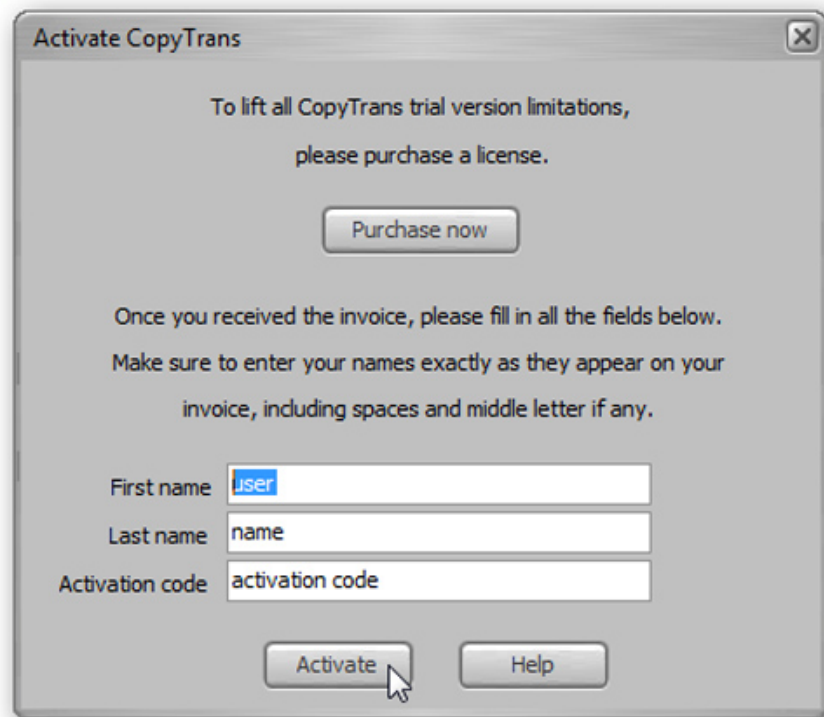 Activate CopyTrans
To lift all CopyTrans trial version limitations,
please purchase a license.
Purchase now
Once you received the invoice, please fill in all the fields below.
Make sure to enter your names exactly as they appear on your
invoice, including spaces and middle letter if any.
First name user
Last name name
Activation code activation code
Activate Help